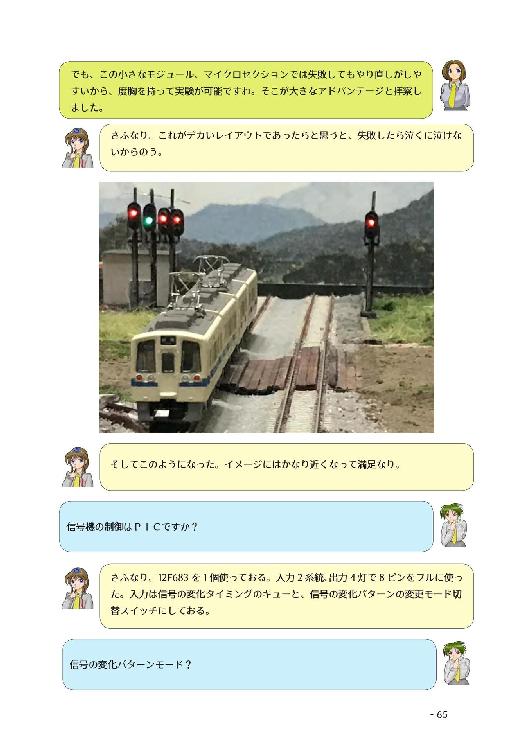 でも、この小さなモジュール、マイクロセクションでは失敗してもやり直しがしや
すいから、度胸を持って実験が可能ですわ。そこが大きなアドバンテージと拝察し
ました。
さふなり。これがデカいレイアウトであったらと思うと、失敗したら泣くに泣けな
いからのう。
そしてこのようになった。イメージにはかなり近くなって満足なり。
信号機の制御はＰＩＣですか？
さふなり。12F683 を 1 個使っておる。入力 2 系統、出力 4 灯で 8 ピンをフルに使っ
た。入力は信号の変化タイミングのキューと、信号の変化パターンの変更モード切
替スイッチにしておる。
信号の変化パターンモード？
- 65